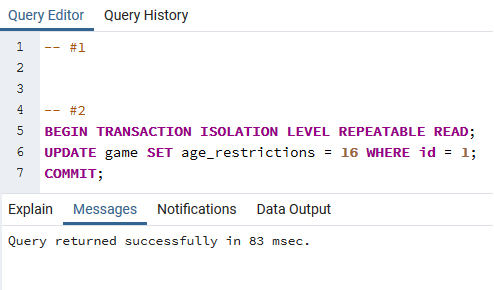 Query Editor Query History
1 -- #1
2
3
4 -- #2
5 BEGIN TRANSACTION ISOLATION LEVEL REPEATABLE READ;
6 UPDATE game SET age_restrictions = 16 WHERE id = 1;
7 COMMIT;
Explain Messages Notifications Data Output
Query returned successfully in 83 msec.